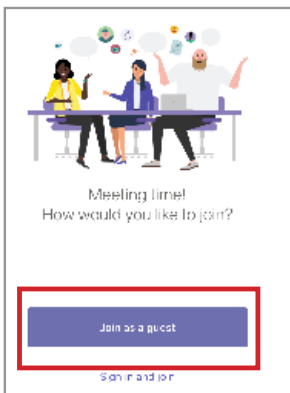 Meeting time!
How would you like to join?
Join as a guest
Sign in and join